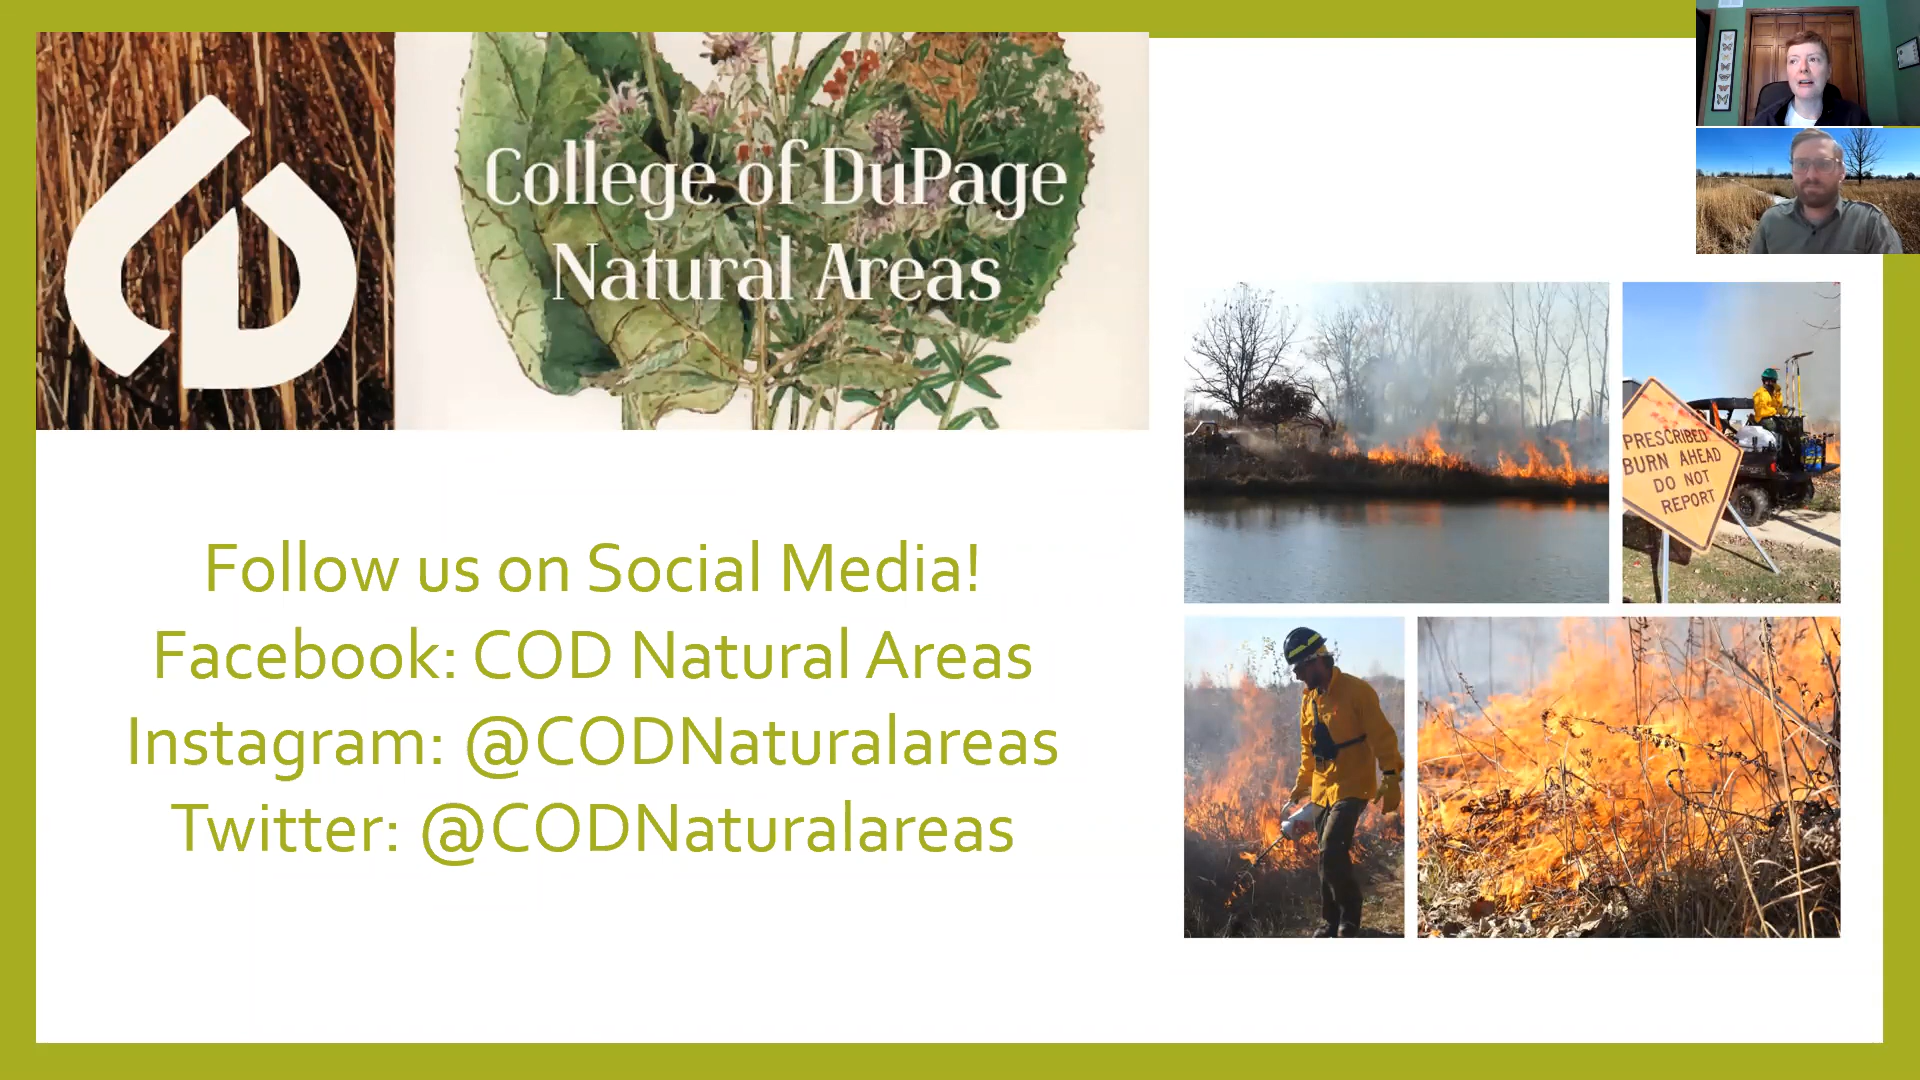 College of DuPage
Natural Areas
PRESCRIBED
BURN AHEAD
DO NOT
REPORT
Follow us on Social Media!
Facebook: COD Natural Areas
Instagram: @CODNaturalareas
Twitter: @CODNaturalareas